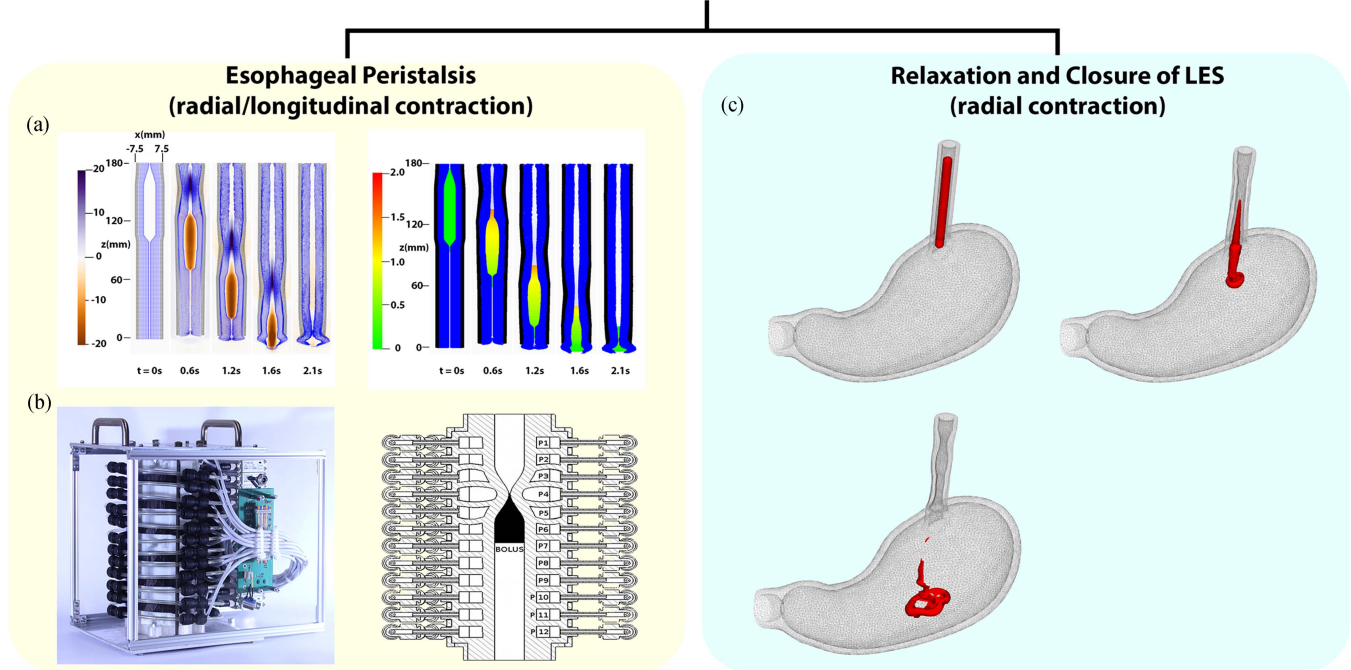 Esophageal Peristalsis
(radial/longitudinal contraction)
(a)
x(mm)
-7.5 7.5
20
10
0
-10
-20
180
120
z(mm)
60
0
t = 0s 0.6s 1.2s 1.6s 2.1s
2.0
1.5
1.0
0.5
0
180
120
z(mm)
60
0
t = 0s 0.6s 1.2s 1.6s 2.1s
(b)
P1
P2
P3
P4
P5
P6
BOLUS
P7
P8
P9
P 10
P 11
P 12
Relaxation and Closure of LES
(radial contraction)
(c)